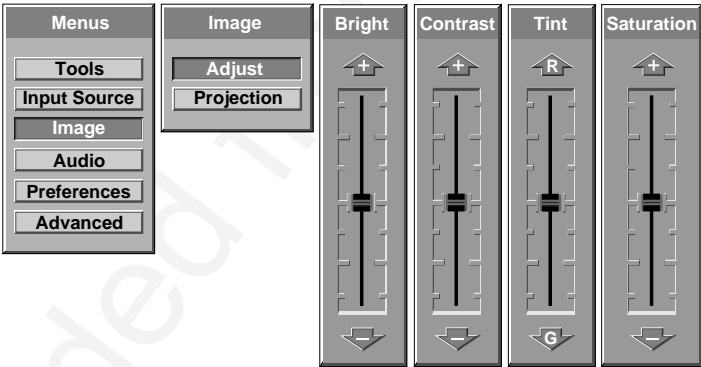 Menus
Tools
Input Source
Image
Audio
Preferences
Advanced
Image
Adjust
Projection
Bright
+
−
Contrast
+
−
Tint
R
G
Saturation
+
−